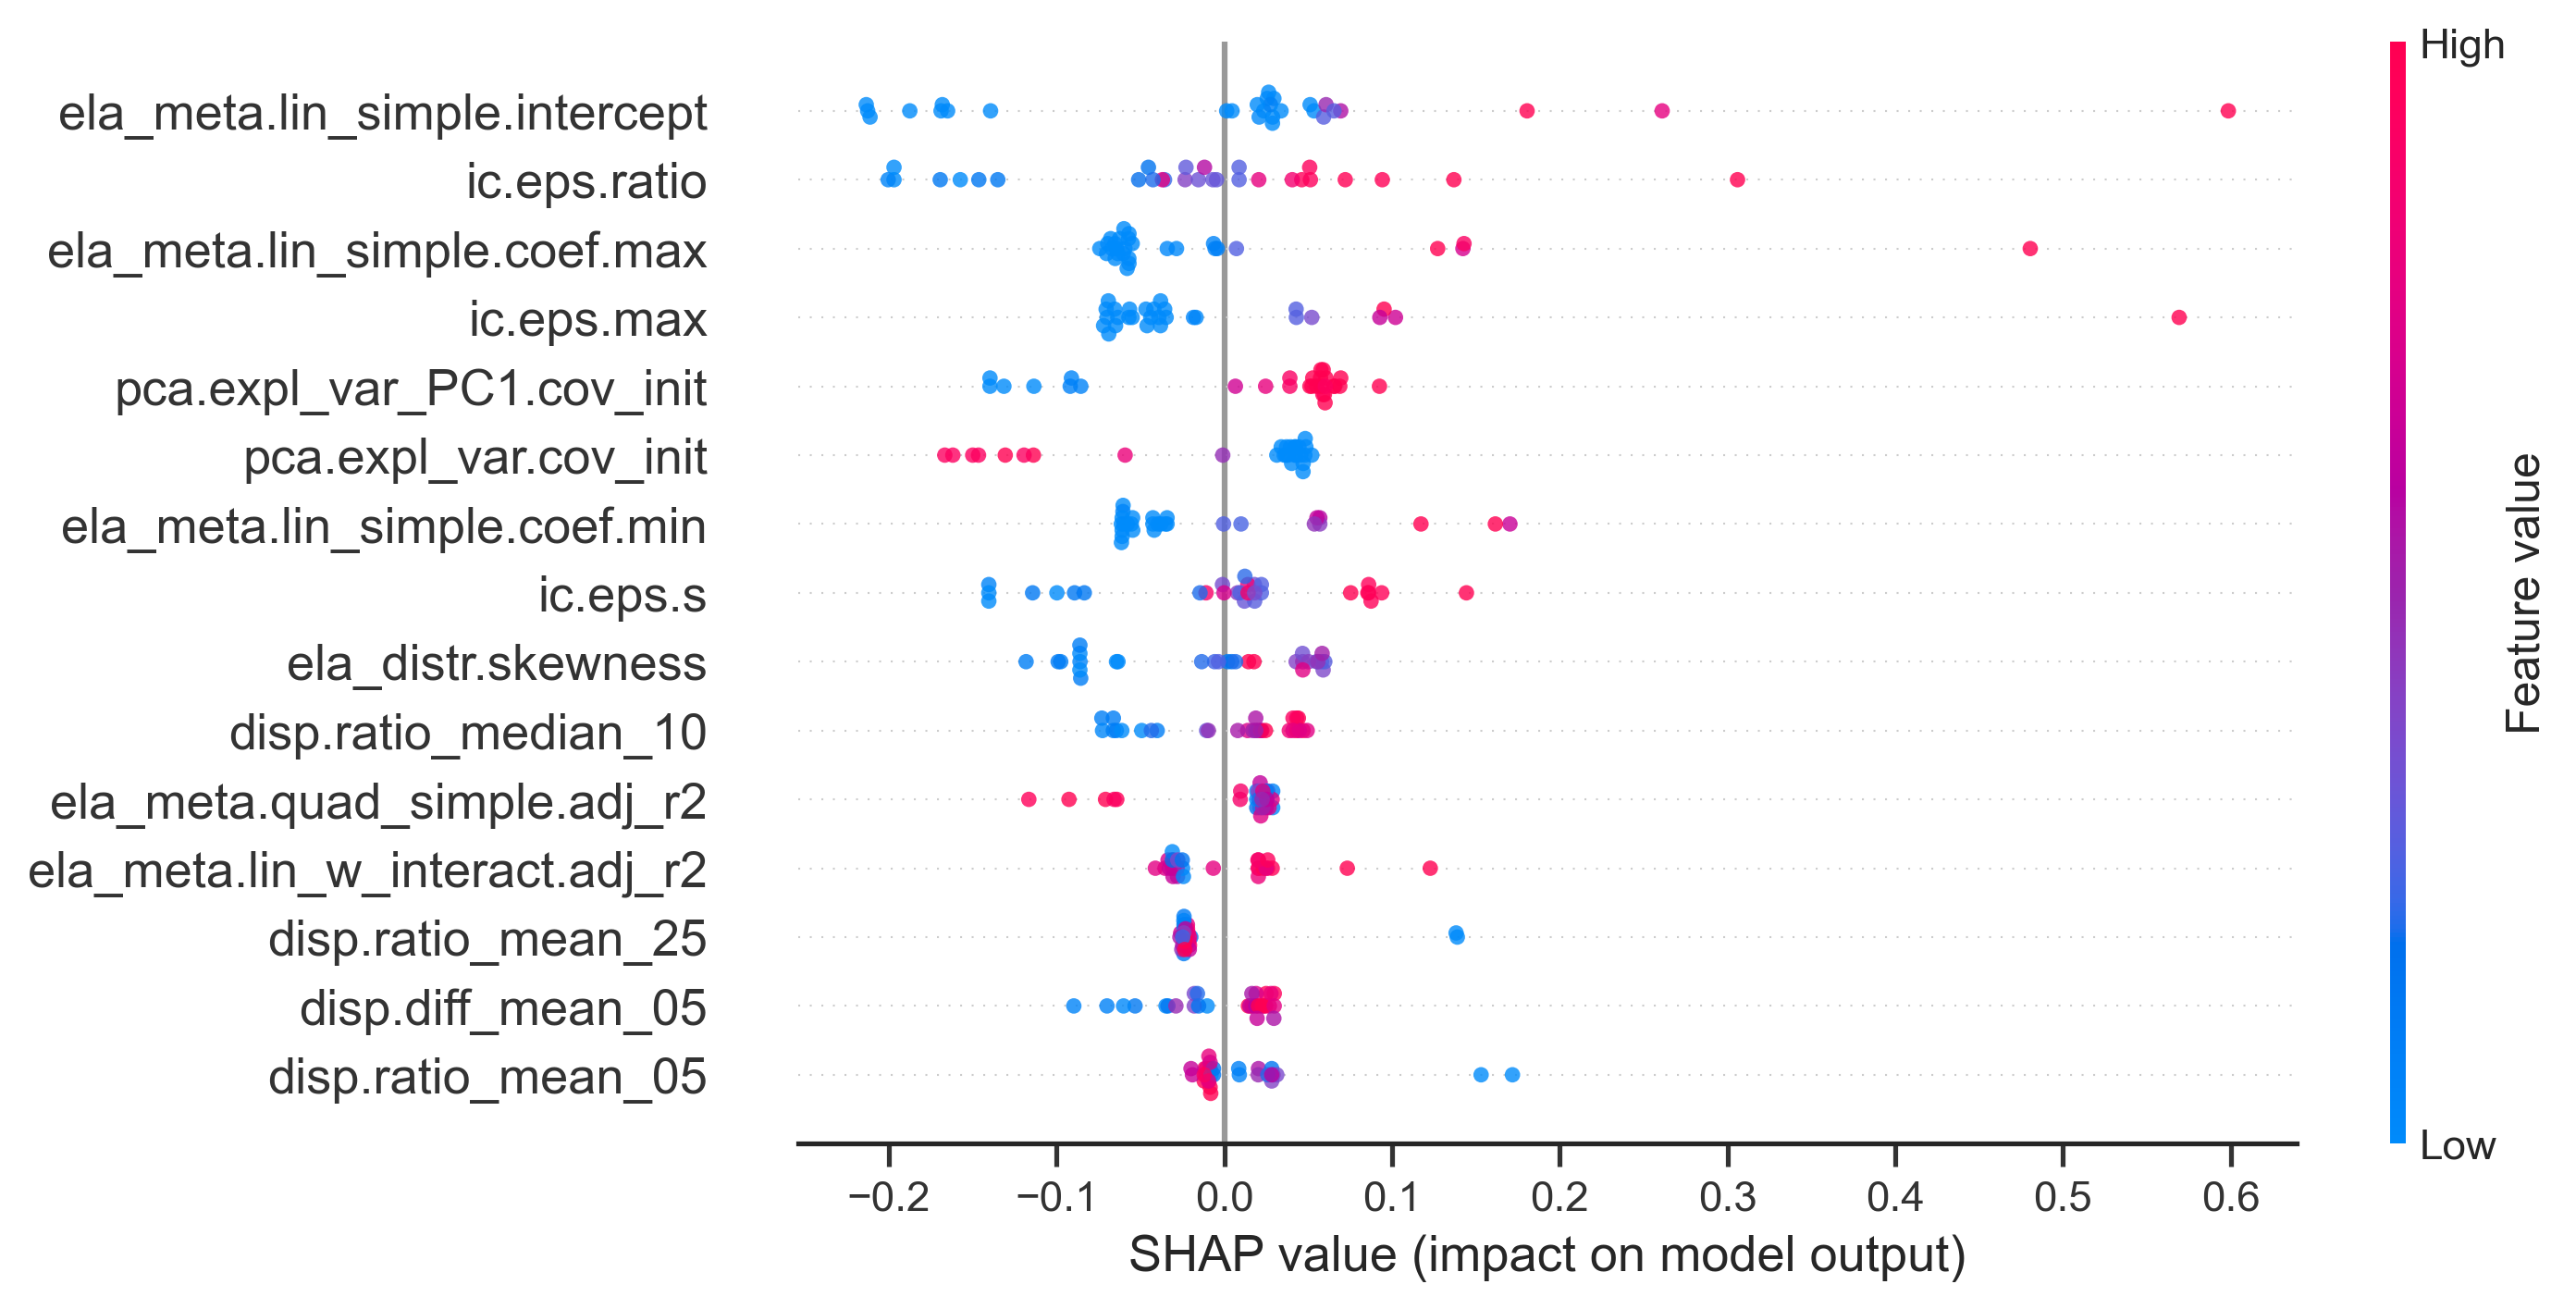 High
ela_meta.lin_simple.intercept
ic.eps.ratio
ela_meta.lin_simple.coef.max
ic.eps.max
pca.expl_var_PC1.cov_init
pca.expl_var.cov_init
ela_meta.lin_simple.coef.min
ic.eps.s
ela_distr.skewness
disp.ratio_median_10
ela_meta.quad_simple.adj_r2
ela_meta.lin_w_interact.adj_r2
disp.ratio_mean_25
disp.diff_mean_05
disp.ratio_mean_05
Feature value
Low
−0.2 −0.1 0.0 0.1 0.2 0.3 0.4 0.5 0.6
SHAP value (impact on model output)